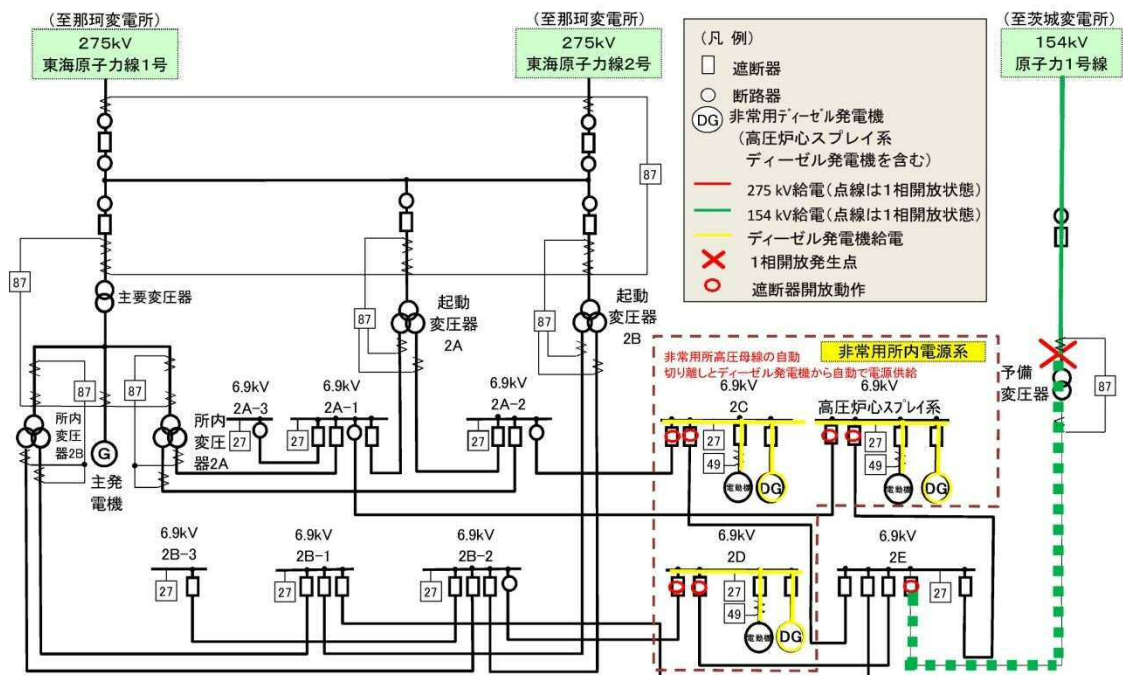 (至那珂変電所)
275kV
東海原子力線1号
(至那珂変電所)
275kV
東海原子力線2号
(至茨城変電所)
154kV
原子力1号線
(凡 例)
遮断器
断路器
DG
非常用ディーゼル発電機
(高圧炉心スプレイ系
ディーゼル発電機を含む)
275 kV給電(点線は1相開放状態)
154 kV給電(点線は1相開放状態)
ディーゼル発電機給電
1相開放発生点
遮断器開放動作
87
87
主要変圧器
87
起動
変圧器
2A
87
起動
変圧器
2B
87
87
所内
変圧
器2B
G
主発
電機
所内
変圧
器2A
予備
変圧器
87
非常用所高圧母線の自動
切り離しとディーゼル発電機から自動で電源供給
非常用所内電源系
6.9kV
2A-3
27
6.9kV
2A-1
27
6.9kV
2A-2
27
6.9kV
2C
27
49
電動機
DG
6.9kV
高圧炉心スプレイ系
27
49
電動機
DG
6.9kV
2B-3
27
6.9kV
2B-1
27
6.9kV
2B-2
27
6.9kV
2D
27
49
電動機
DG
6.9kV
2E
27